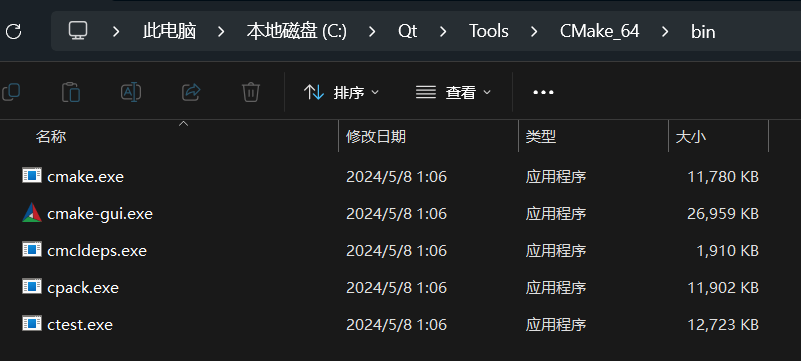 此电脑 > 本地磁盘 (C:) > Qt > Tools > CMake_64 > bin
排序 查看
名称 修改日期 类型 大小
cmake.exe 2024/5/8 1:06 应用程序 11,780 KB
cmake-gui.exe 2024/5/8 1:06 应用程序 26,959 KB
cmcldeps.exe 2024/5/8 1:06 应用程序 1,910 KB
cpack.exe 2024/5/8 1:06 应用程序 11,902 KB
ctest.exe 2024/5/8 1:06 应用程序 12,723 KB